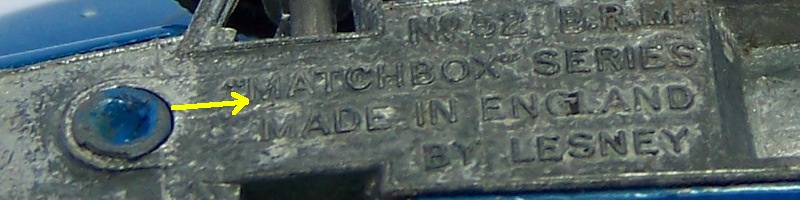 No 52 B.R.M.
"MATCHBOX" SERIES
MADE IN ENGLAND
BY LESNEY